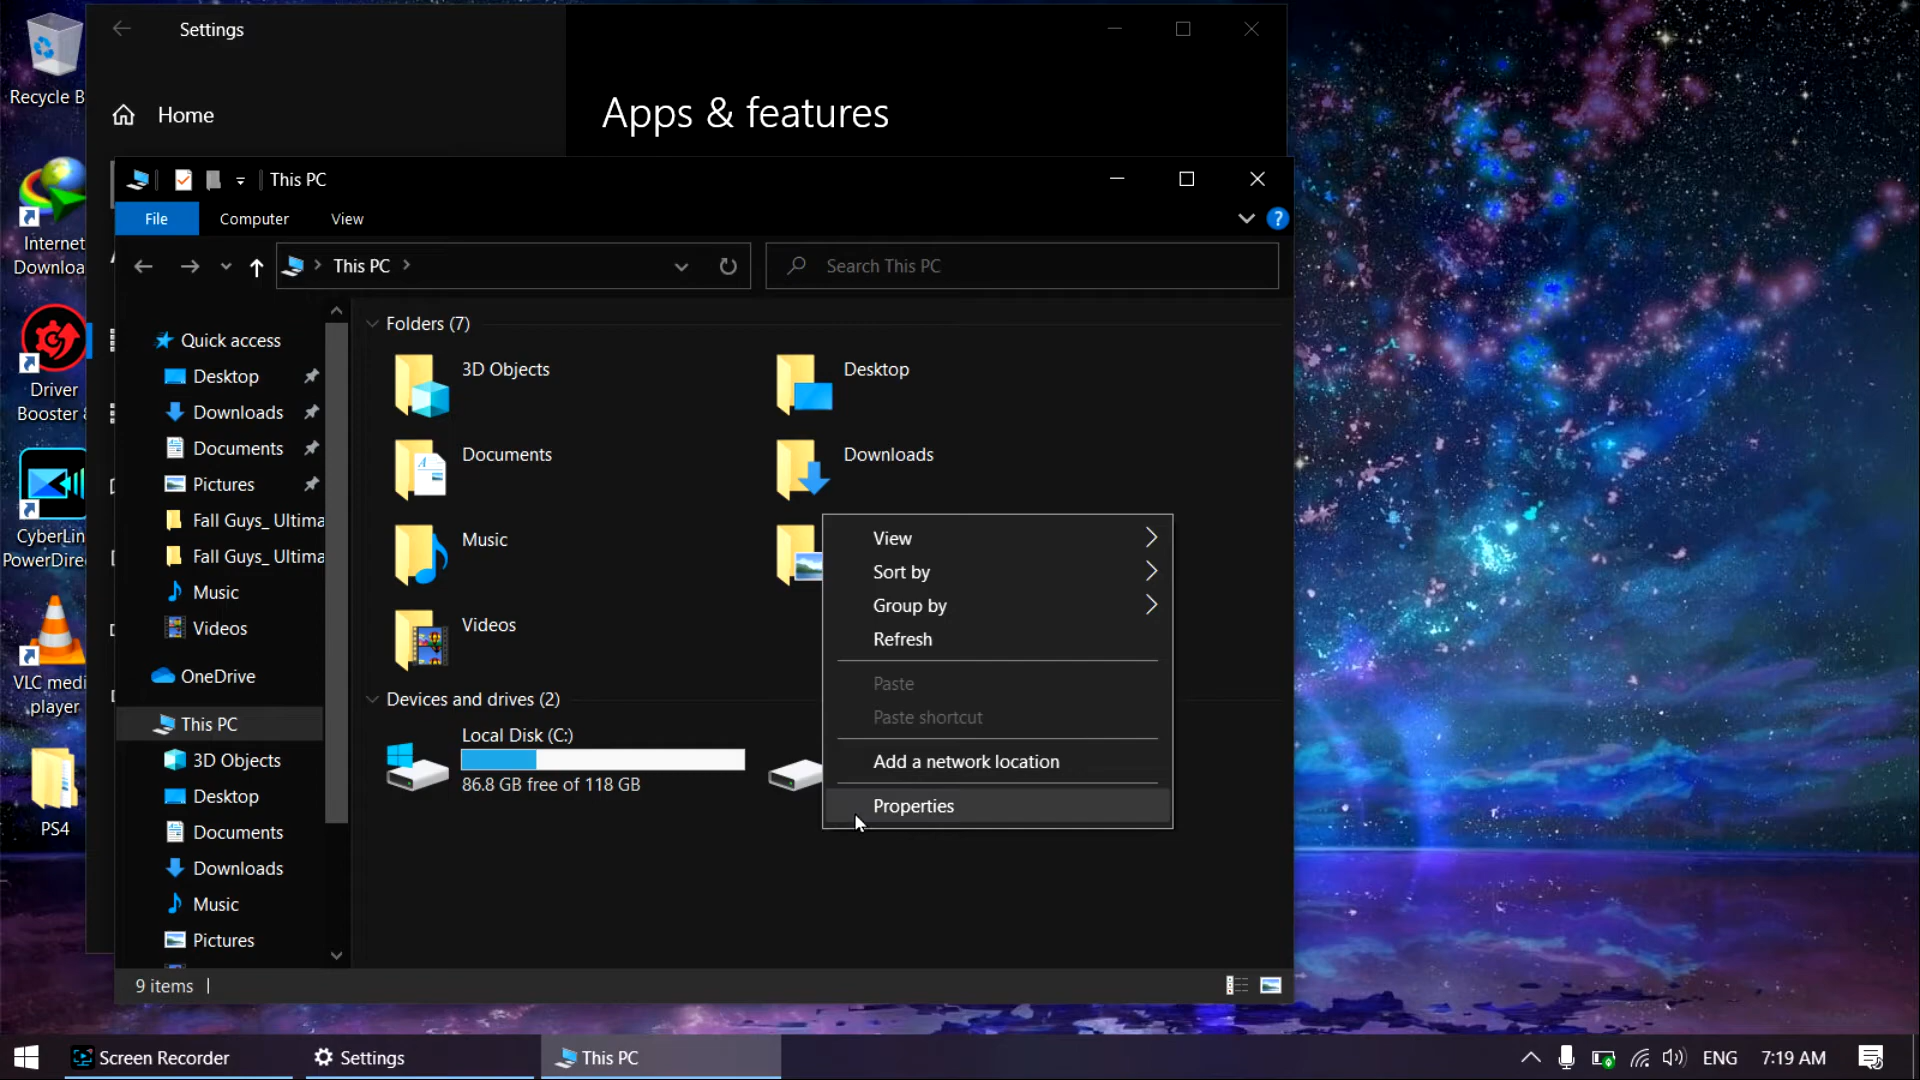 Settings
Home
Apps & features
Recycle B
Internet
Downloa
Driver
Booster
CyberLin
PowerDire
VLC medi
player
PS4
This PC
File
Computer
View
?
This PC
Search This PC
Quick access
Desktop
Downloads
Documents
Pictures
Fall Guys_ Ultima
Fall Guys_ Ultima
Music
Videos
OneDrive
This PC
3D Objects
Desktop
Documents
Downloads
Music
Pictures
Folders (7)
3D Objects
Desktop
Documents
Downloads
Music
Videos
Devices and drives (2)
Local Disk (C:)
86.8 GB free of 118 GB
View
Sort by
Group by
Refresh
Paste
Paste shortcut
Add a network location
Properties
9 items
Screen Recorder
Settings
This PC
ENG
7:19 AM